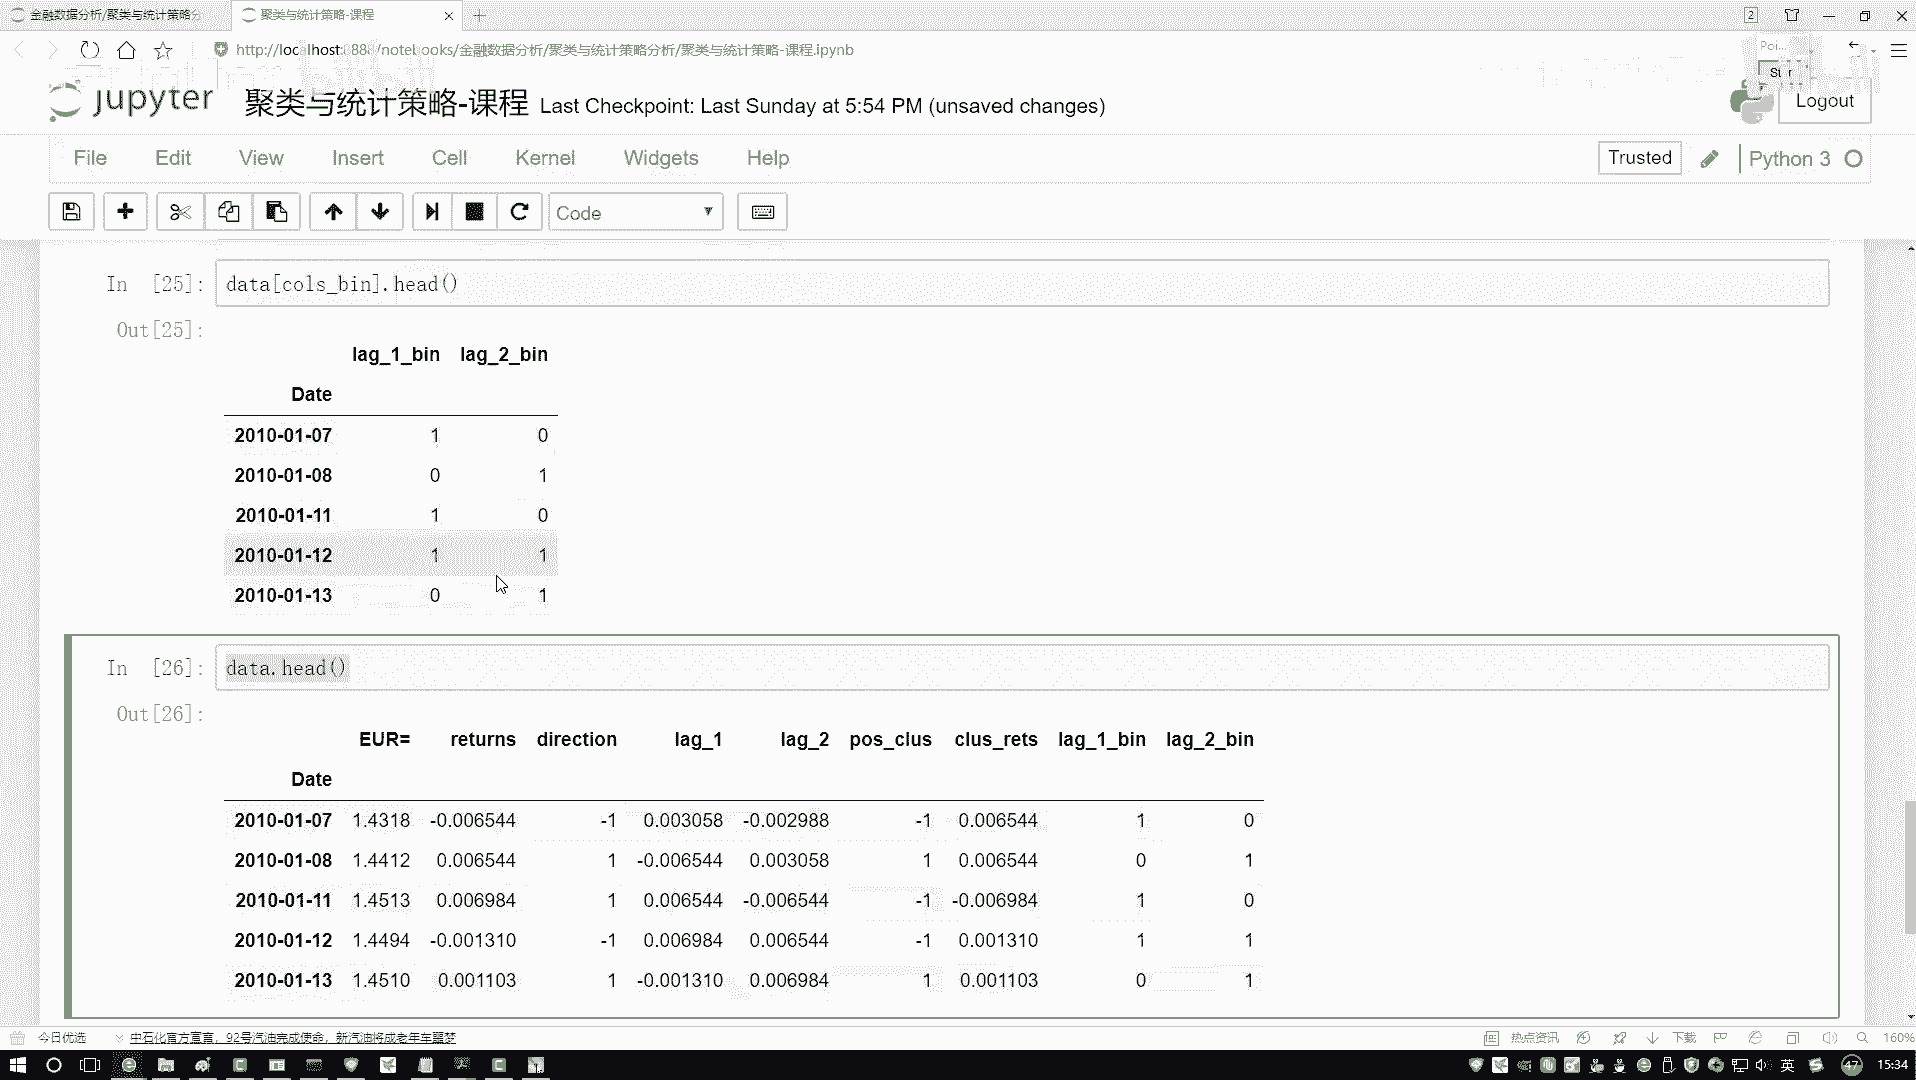 金融数据分析/聚类与统计策略分
聚类与统计策略-课程
2
http://localhost:888/notebooks/金融数据分析/聚类与统计策略分析/聚类与统计策略-课程.ipynb
Poi...
jupyter 聚类与统计策略-课程 Last Checkpoint: Last Sunday at 5:54 PM (unsaved changes)
Logout
File Edit View Insert Cell Kernel Widgets Help
Trusted Python 3
Code
In [25]: data[cols_bin].head()
Out[25]:
lag_1_bin lag_2_bin
Date
2010-01-07 1 0
2010-01-08 0 1
2010-01-11 1 0
2010-01-12 1 1
2010-01-13 0 1
In [26]: data.head()
Out[26]:
EUR= returns direction lag_1 lag_2 pos_clus clus_rets lag_1_bin lag_2_bin
Date
2010-01-07 1.4318 -0.006544 -1 0.003058 -0.002988 -1 0.006544 1 0
2010-01-08 1.4412 0.006544 1 -0.006544 0.003058 1 0.006544 0 1
2010-01-11 1.4513 0.006984 1 0.006544 -0.006544 -1 -0.006984 1 0
2010-01-12 1.4494 -0.001310 -1 0.006984 0.006544 -1 0.001310 1 1
2010-01-13 1.4510 0.001103 1 -0.001310 0.006984 1 0.001103 0 1
今日优选 中石化官方宣言，92号汽油完成使命，新汽油将成老年车噩梦
热点资讯 下载 160%
英 47 15:34